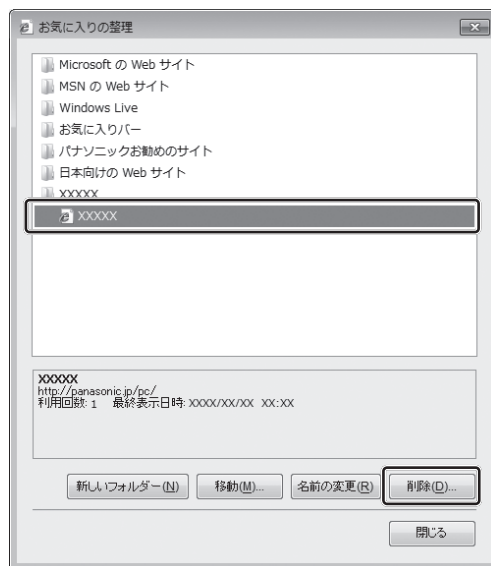 お気に入りの整理
Microsoft の Web サイト
MSN の Web サイト
Windows Live
お気に入りバー
パナソニックお勧めのサイト
日本向けの Web サイト
XXXXX
XXXXX
XXXXX
http://panasonic.jp/pc/
利用回数: 1 最終表示日時: XXXX/XX/XX XX:XX
新しいフォルダー(N) 移動(M)... 名前の変更(R) 削除(D)...
閉じる